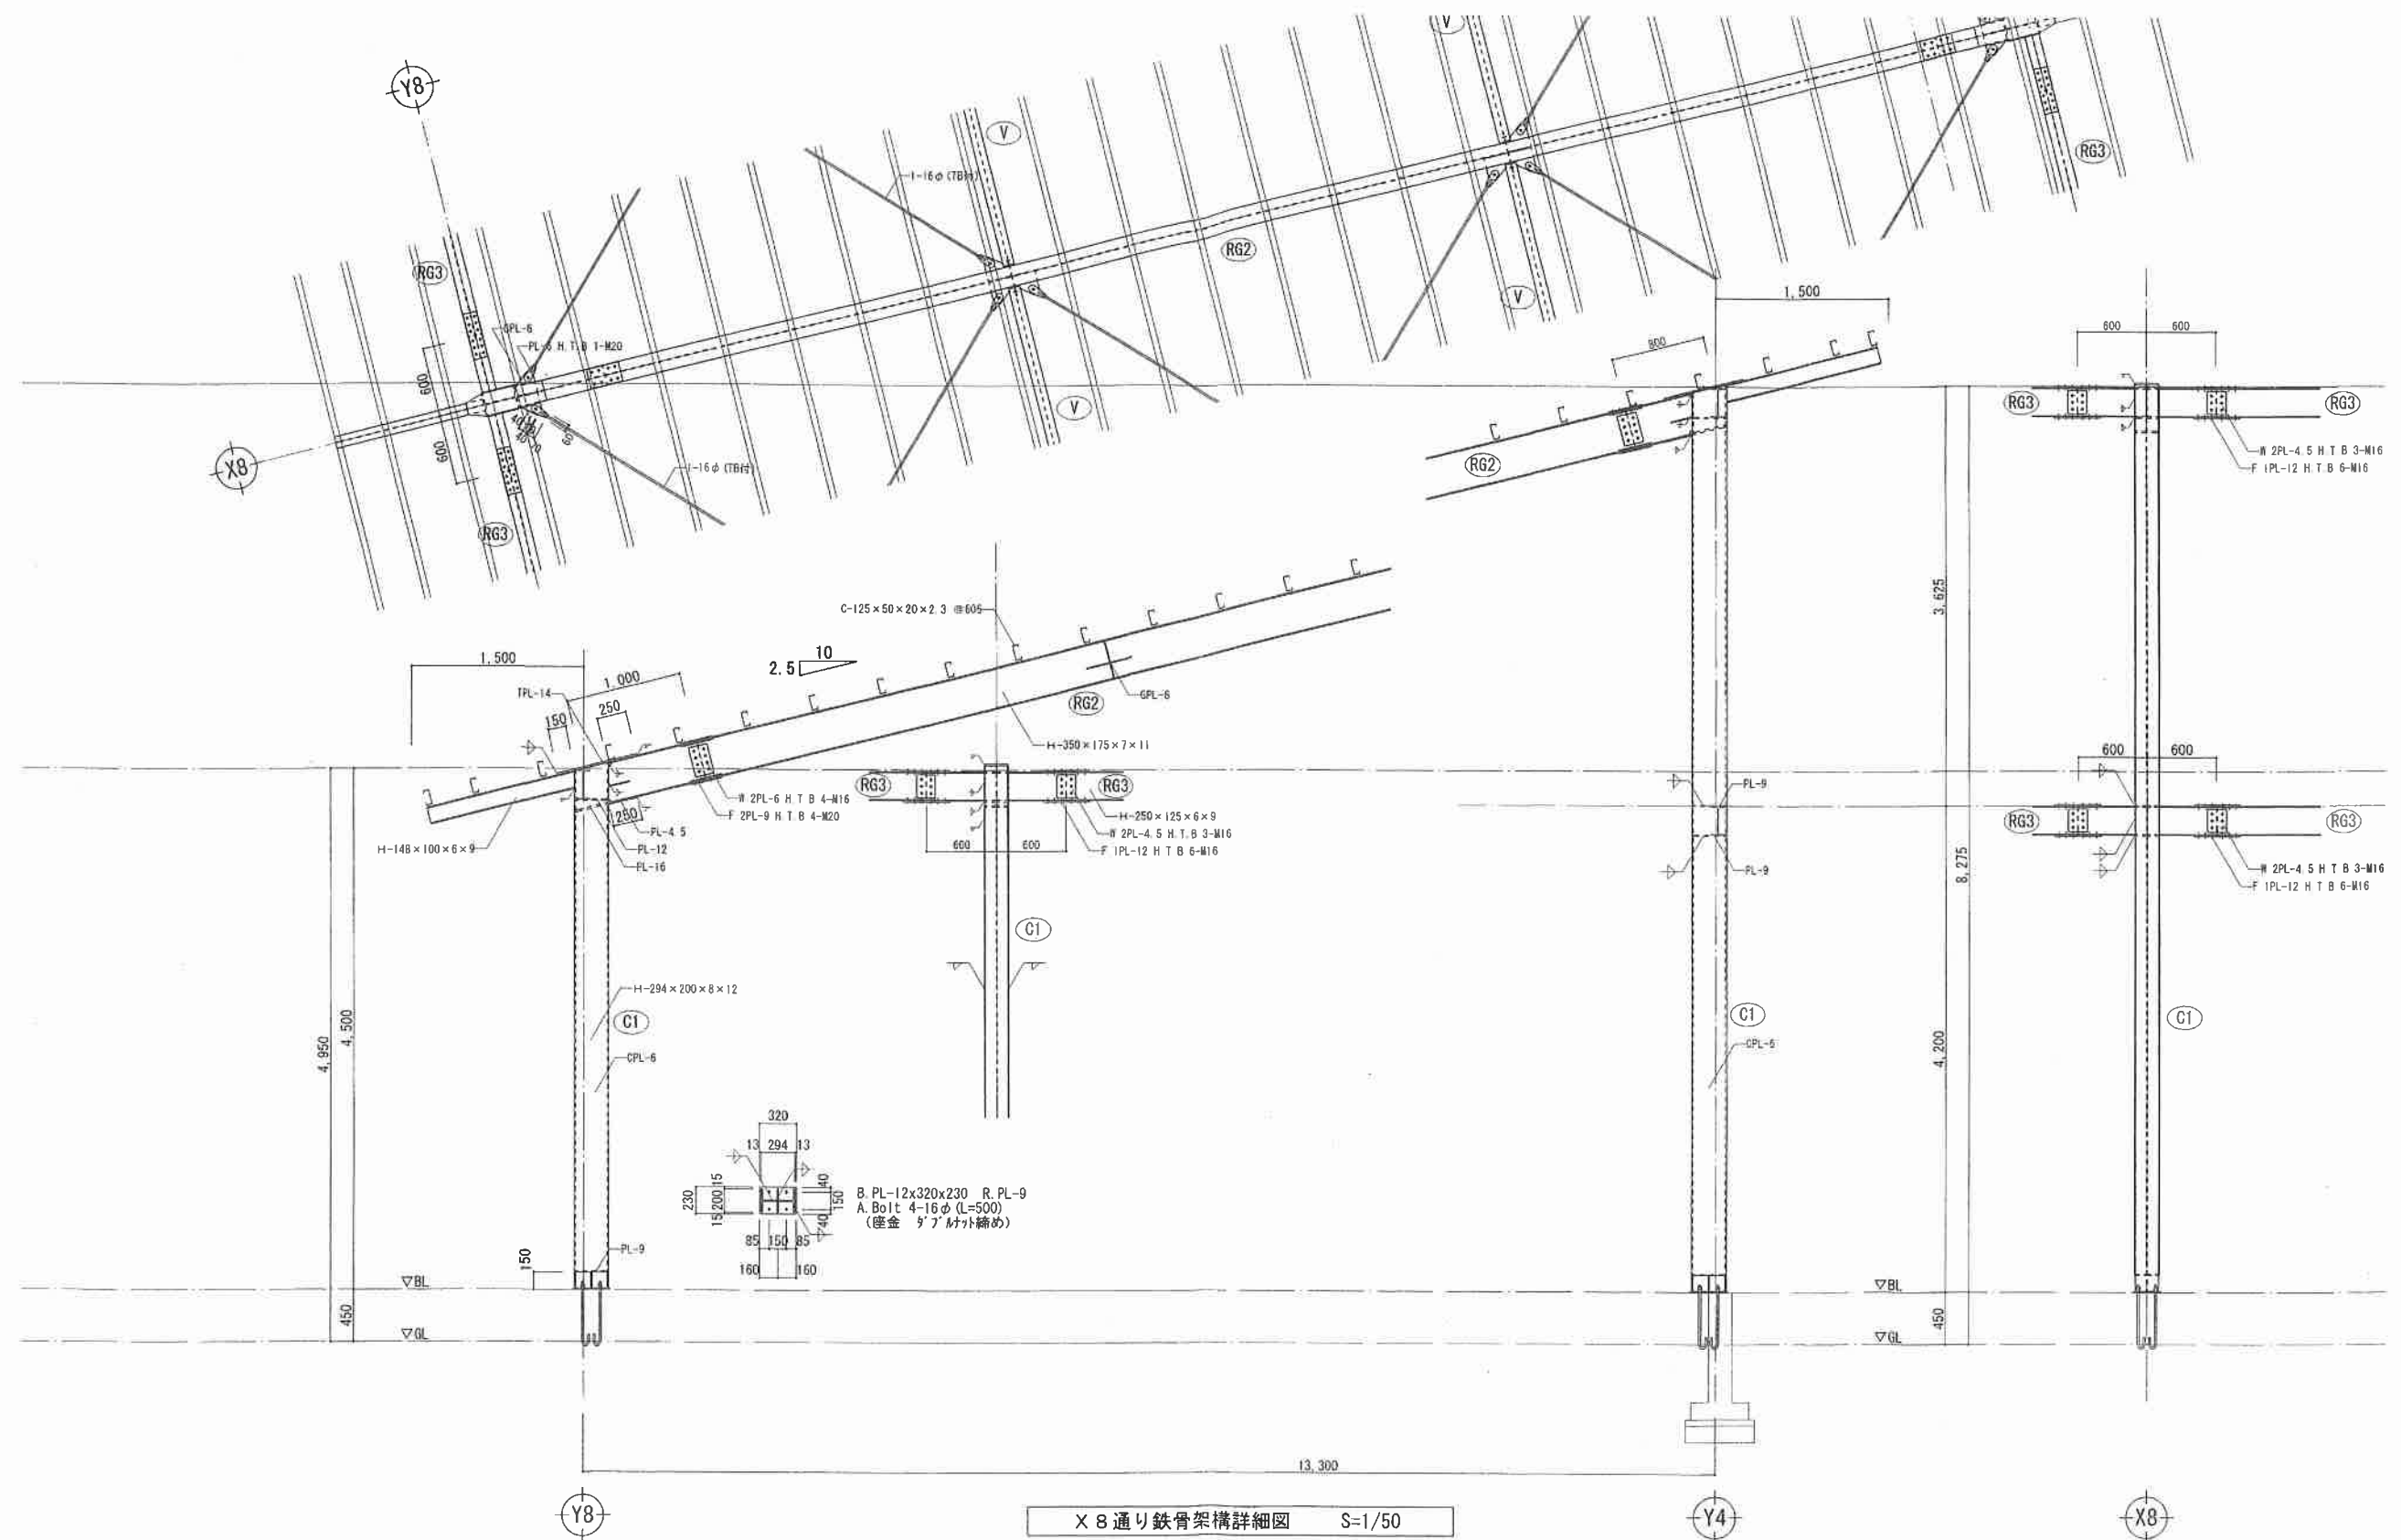 Y8
V
V
RG3
1-16φ(TB付)
RG3
RG2
V
1,500
GPL-6
PL-6 H.T.B 1-M20
600
600
V
X8
1-16φ(TB付)
RG3
800
RG2
600 600
RG3
RG3
W 2PL-4.5 H.T.B 3-M16
F 1PL-12 H.T.B 6-M16
C-125×50×20×2.3 @606
1,500
10
2.5
TPL-14
1,000
150
250
GPL-6
RG2
H-350×175×7×11
W 2PL-6 H.T.B 4-M16
F 2PL-9 H.T.B 4-M20
250
PL-4.5
PL-12
PL-16
H-148×100×6×9
RG3
RG3
H-250×125×6×9
W 2PL-4.5 H.T.B 3-M16
F 1PL-12 H.T.B 6-M16
600 600
C1
PL-9
PL-9
3,625
8,275
600 600
RG3
RG3
W 2PL-4.5 H.T.B 3-M16
F 1PL-12 H.T.B 6-M16
H-294×200×8×12
C1
CPL-6
4,950
4,500
C1
CPL-6
4,200
C1
320
13 294 13
230
15 200 15
40
150
40
85 150 85
160 160
B.PL-12x320x230 R.PL-9
A.Bolt 4-16φ(L=500)
(座金 ダブルナット締め)
PL-9
150
▽BL
450
▽GL
▽BL
450
▽GL
13,300
Y8
X8通り鉄骨架構詳細図 S=1/50
Y4
X8